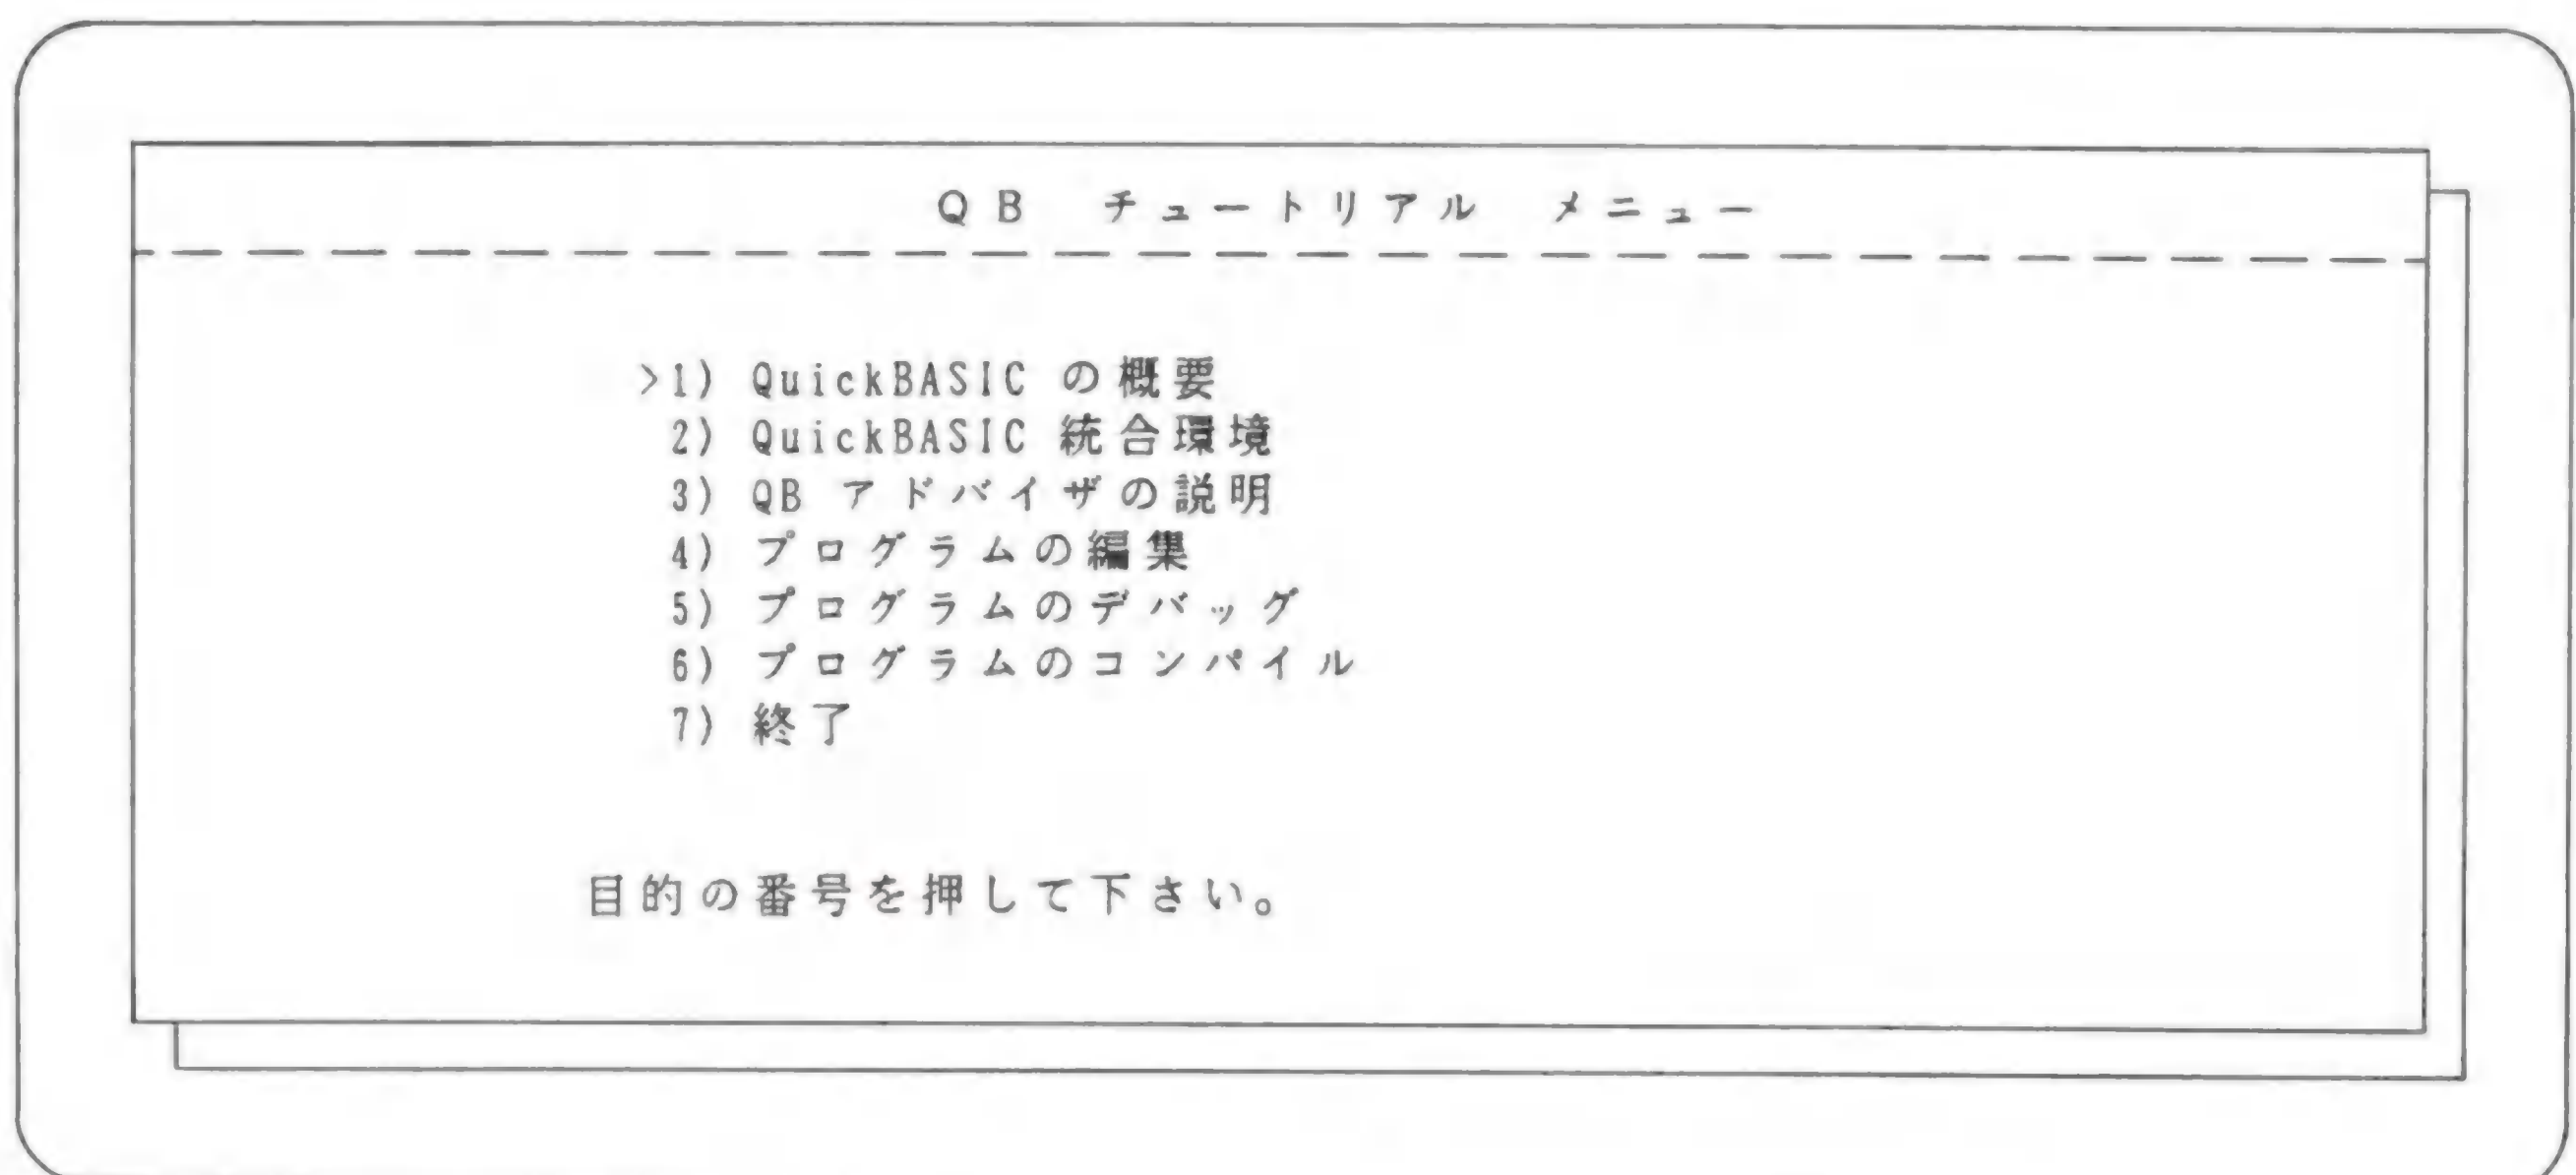 QB チュートリアル メニュー
>1) QuickBASIC の概要
2) QuickBASIC 統合環境
3) QB アドバイザの説明
4) プログラムの編集
5) プログラムのデバッグ
6) プログラムのコンパイル
7) 終了
目的の番号を押して下さい。